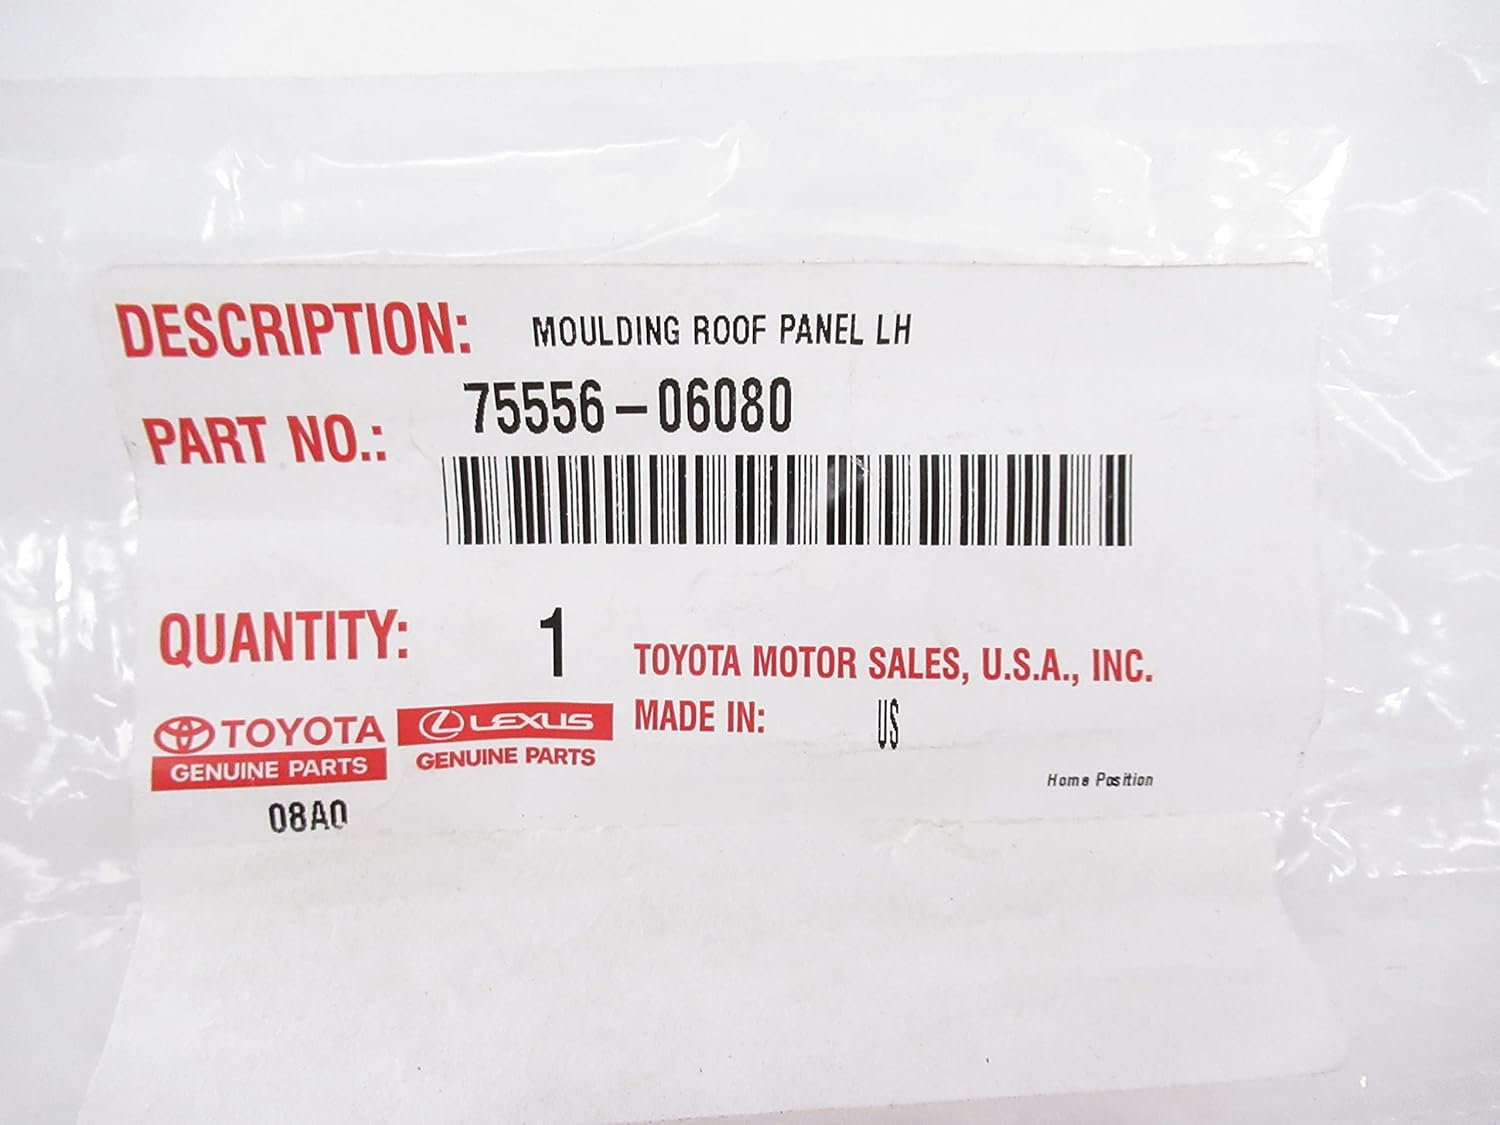 DESCRIPTION: MOULDING ROOF PANEL LH
PART NO.: 75556-06080
QUANTITY: 1
TOYOTA MOTOR SALES, U.S.A., INC.
MADE IN: US
TOYOTA
GENUINE PARTS
LEXUS
GENUINE PARTS
Home Position
08A0